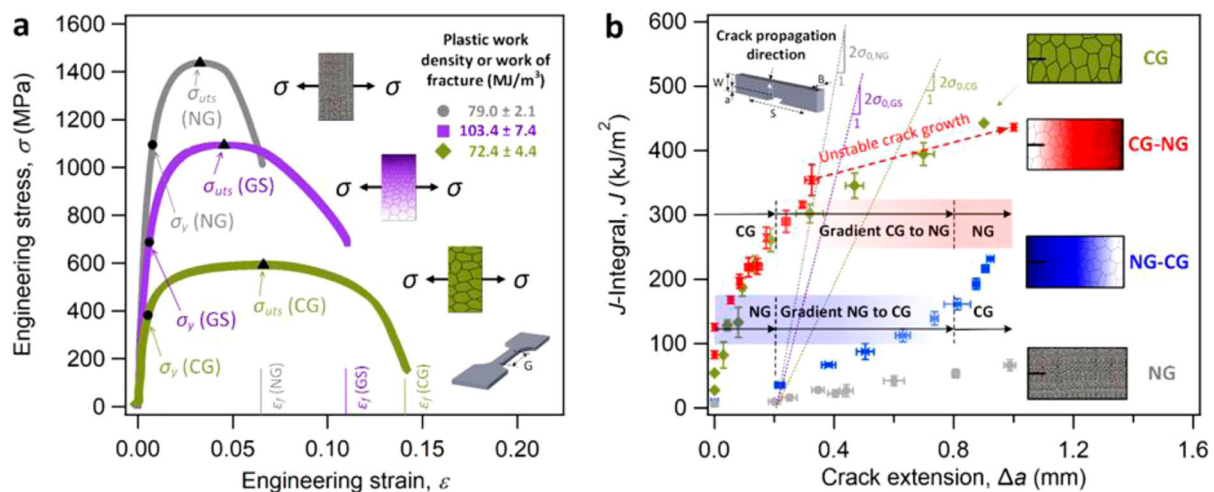 a
Engineering stress, σ (MPa)
1600
1400
1200
1000
800
600
400
200
0
0.00
0.05
0.10
0.15
0.20
Engineering strain, ε
σuts
(NG)
σy (NG)
σuts (GS)
σy (GS)
σuts (CG)
σy (CG)
σ σ
σ σ
σ σ
Plastic work
density or work of
fracture (MJ/m³)
79.0 ± 2.1
103.4 ± 7.4
72.4 ± 4.4
G
εf (NG)
εf (GS)
εf (CG)
b
J-Integral, J (kJ/m²)
600
500
400
300
200
100
0
0.0
0.4
0.8
1.2
1.6
Crack extension, Δa (mm)
Crack propagation
direction
W
a
B
S
2σ0,NG
1
2σ0,GS
1
2σ0,CG
1
Unstable crack growth
CG
Gradient CG to NG
NG
NG
Gradient NG to CG
CG
CG
CG-NG
NG-CG
NG